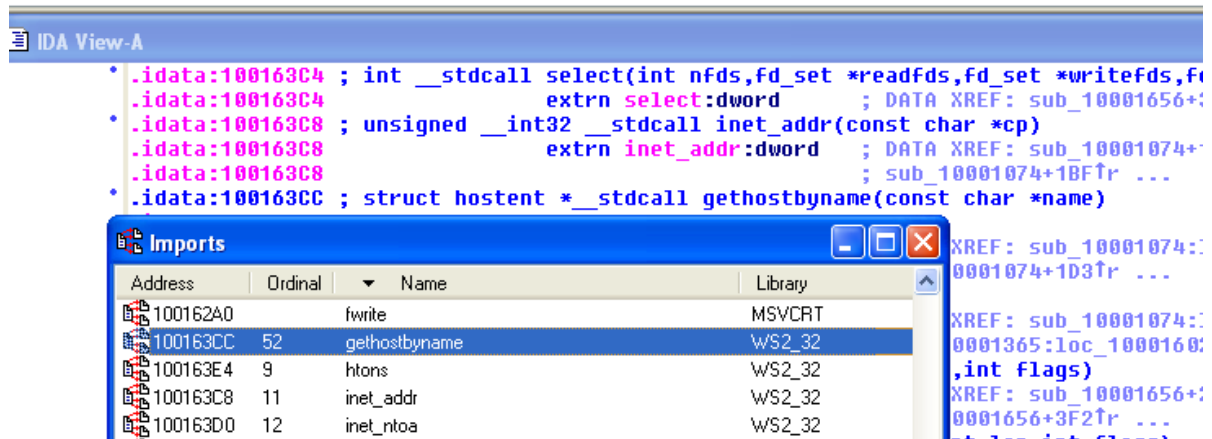 IDA View-A
.idata:100163C4 ; int __stdcall select(int nfds,fd_set *readfds,fd_set *writefds,fd
.idata:100163C4 extrn select:dword ; DATA XREF: sub_10001656+
.idata:100163C8 ; unsigned __int32 __stdcall inet_addr(const char *cp)
.idata:100163C8 extrn inet_addr:dword ; DATA XREF: sub_10001074+
.idata:100163C8 ; sub_10001074+1BF↑r ...
.idata:100163CC ; struct hostent *__stdcall gethostbyname(const char *name)
Imports
XREF: sub_10001074:
Address Ordinal Name Library
0001074+1D3↑r ...
100162A0 fwrite MSVCRT
XREF: sub_10001074:
100163CC 52 gethostbyname WS2_32
0001365:loc_10001602
100163E4 9 htons WS2_32
,int flags)
100163C8 11 inet_addr WS2_32
XREF: sub_10001656+
100163D0 12 inet_ntoa WS2_32
0001656+3F2↑r ...